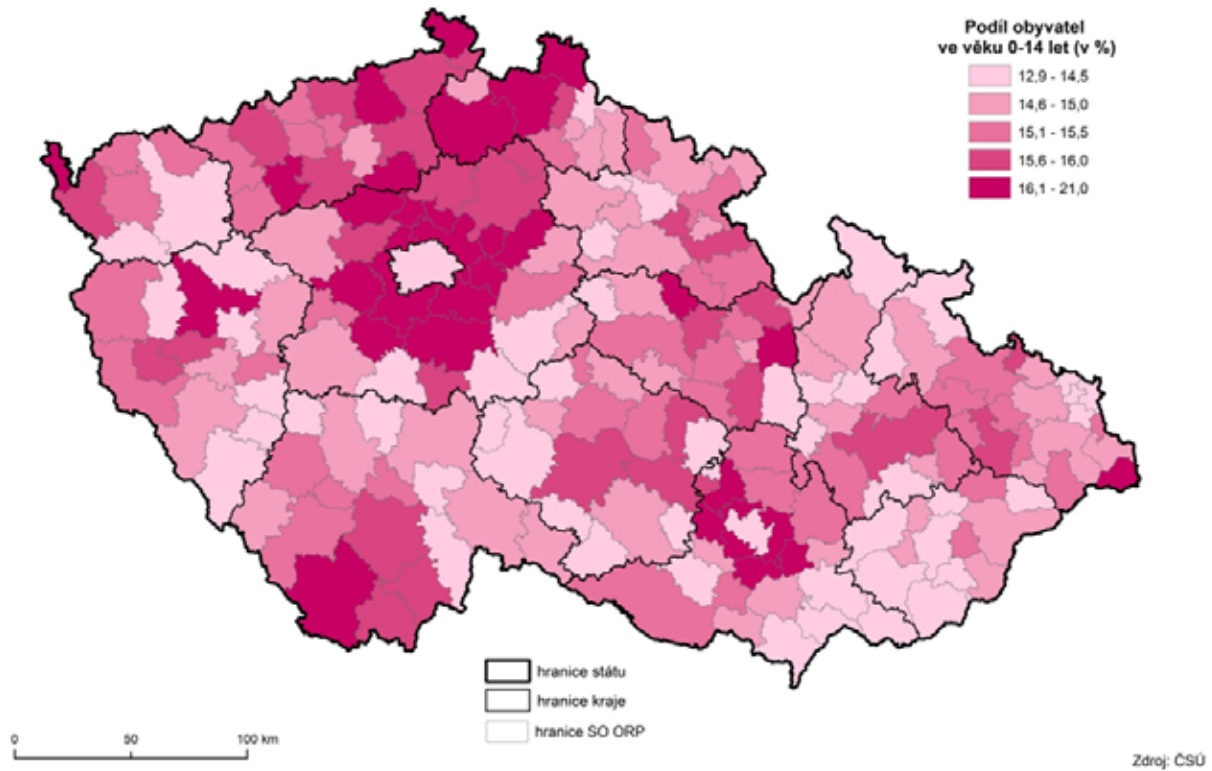 Podíl obyvatel
ve věku 0-14 let (v %)
12,9 - 14,5
14,6 - 15,0
15,1 - 15,5
15,6 - 16,0
16,1 - 21,0
hranice státu
hranice kraje
hranice SO ORP
0 50 100 km
Zdroj: ČSÚ